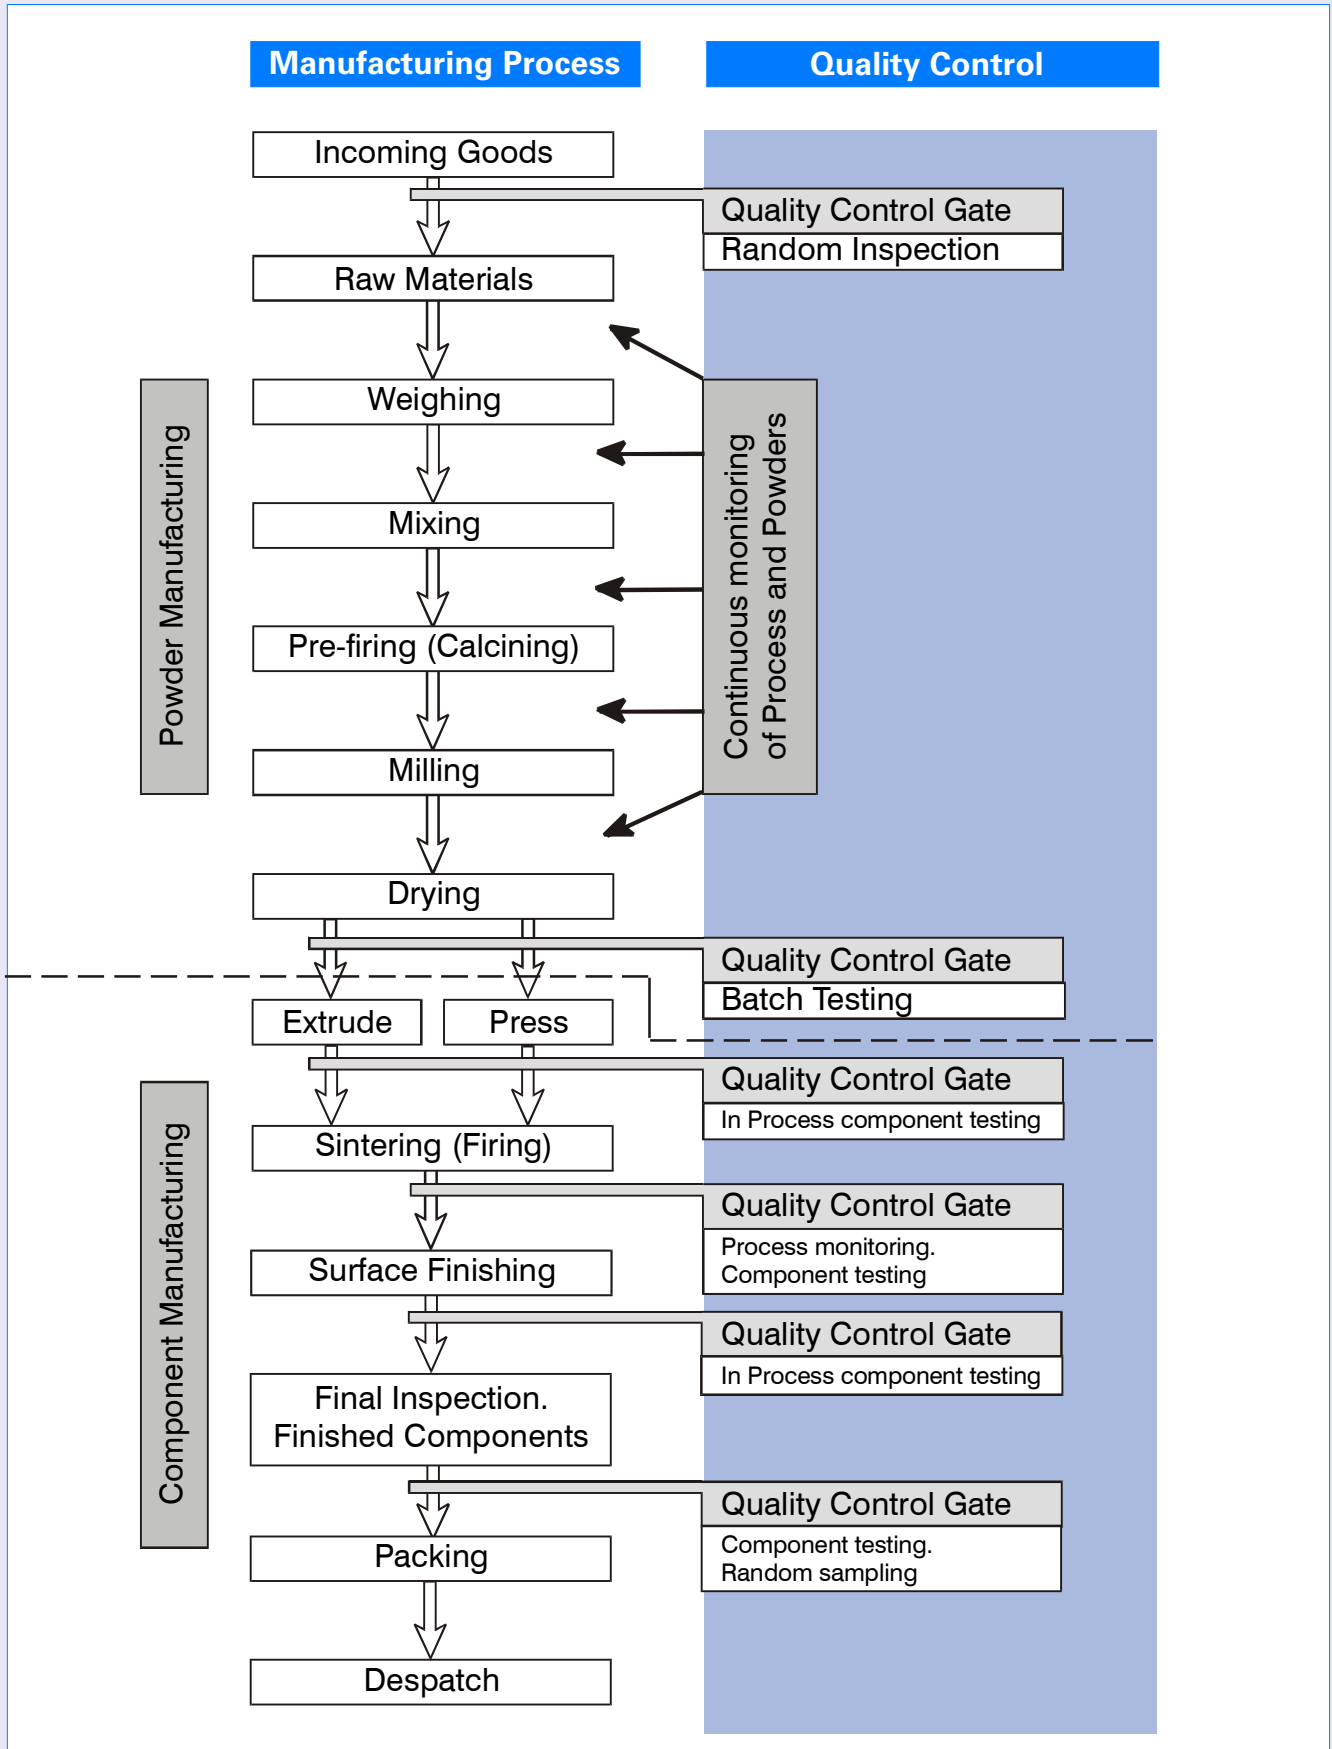 Manufacturing Process
Quality Control
Incoming Goods
Quality Control Gate
Random Inspection
Raw Materials
Powder Manufacturing
Weighing
Continuous monitoring
of Process and Powders
Mixing
Pre-firing (Calcining)
Milling
Drying
Quality Control Gate
Batch Testing
Extrude
Press
Quality Control Gate
In Process component testing
Component Manufacturing
Sintering (Firing)
Quality Control Gate
Process monitoring.
Component testing
Surface Finishing
Quality Control Gate
In Process component testing
Final Inspection.
Finished Components
Quality Control Gate
Component testing.
Random sampling
Packing
Despatch